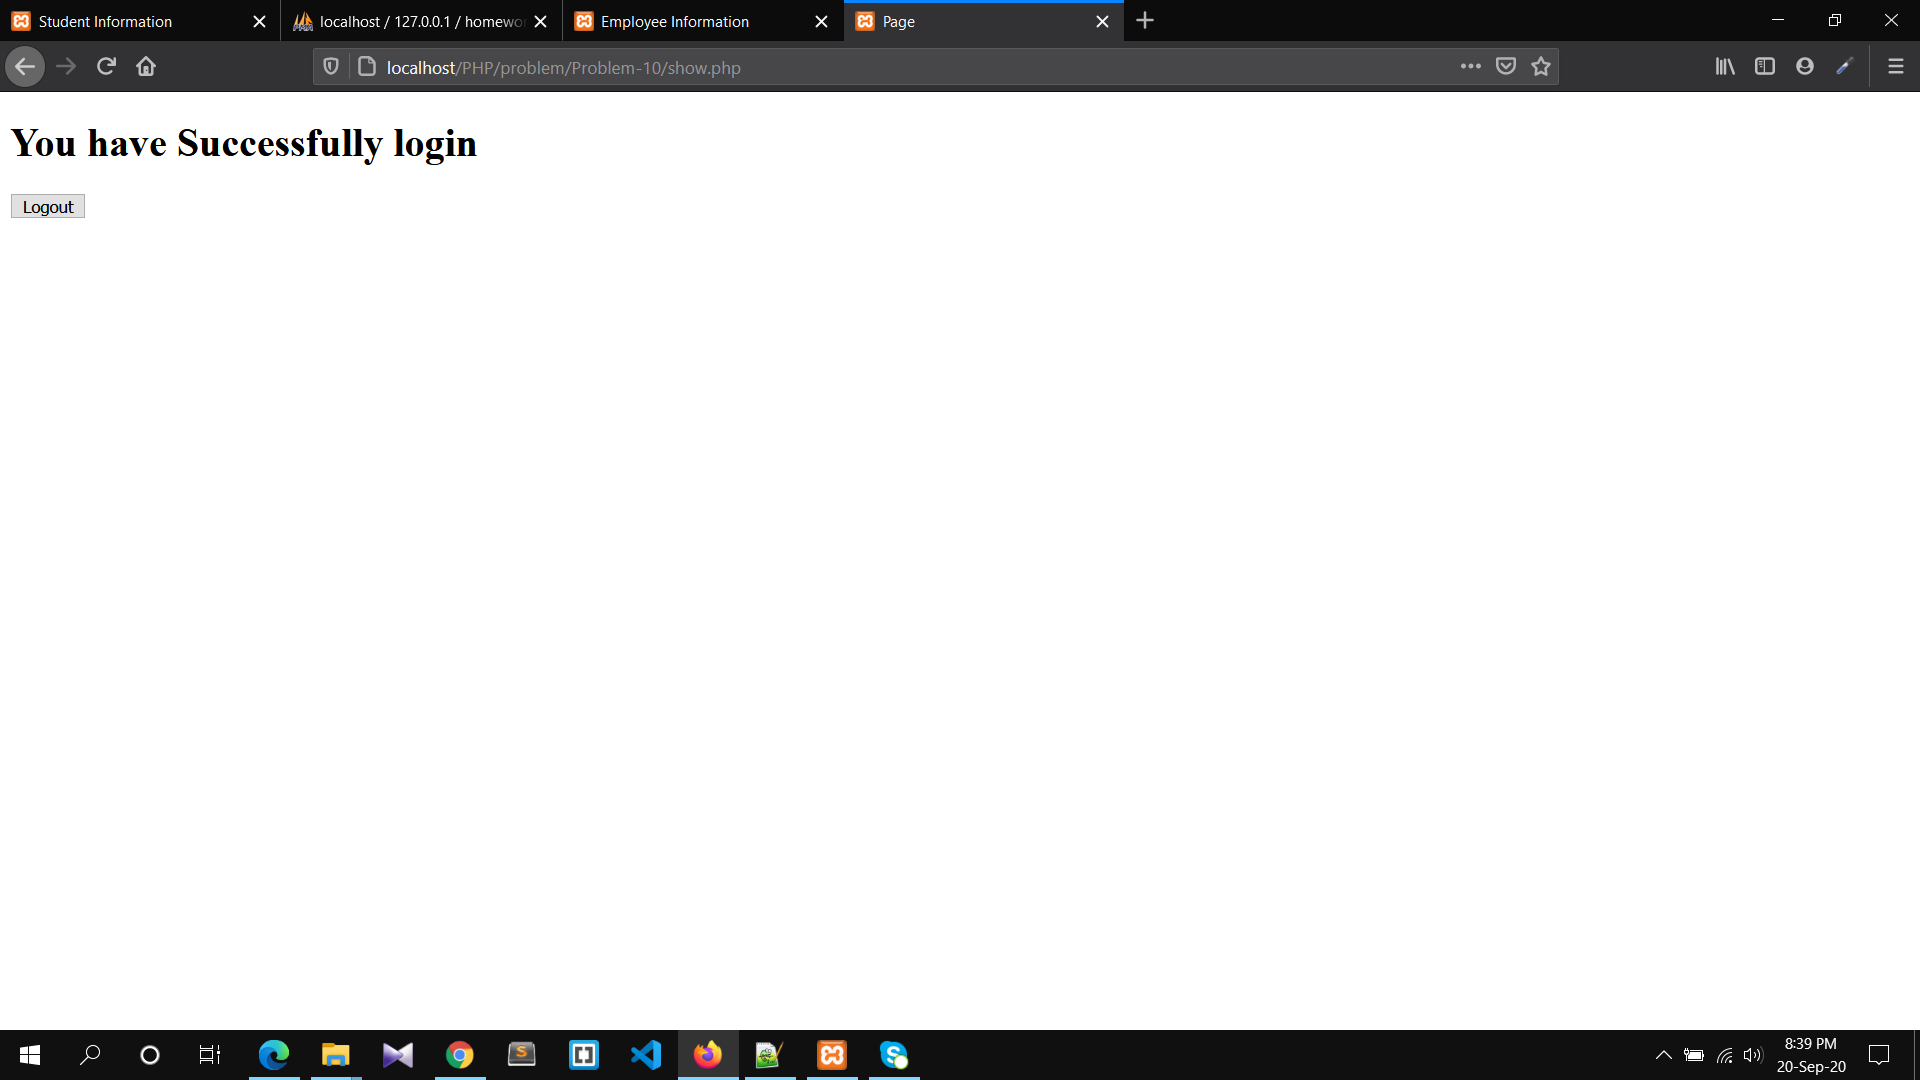 Student Information
localhost / 127.0.0.1 / homewo
Employee Information
Page
localhost/PHP/problem/Problem-10/show.php
You have Successfully login
Logout
8:39 PM
20-Sep-20